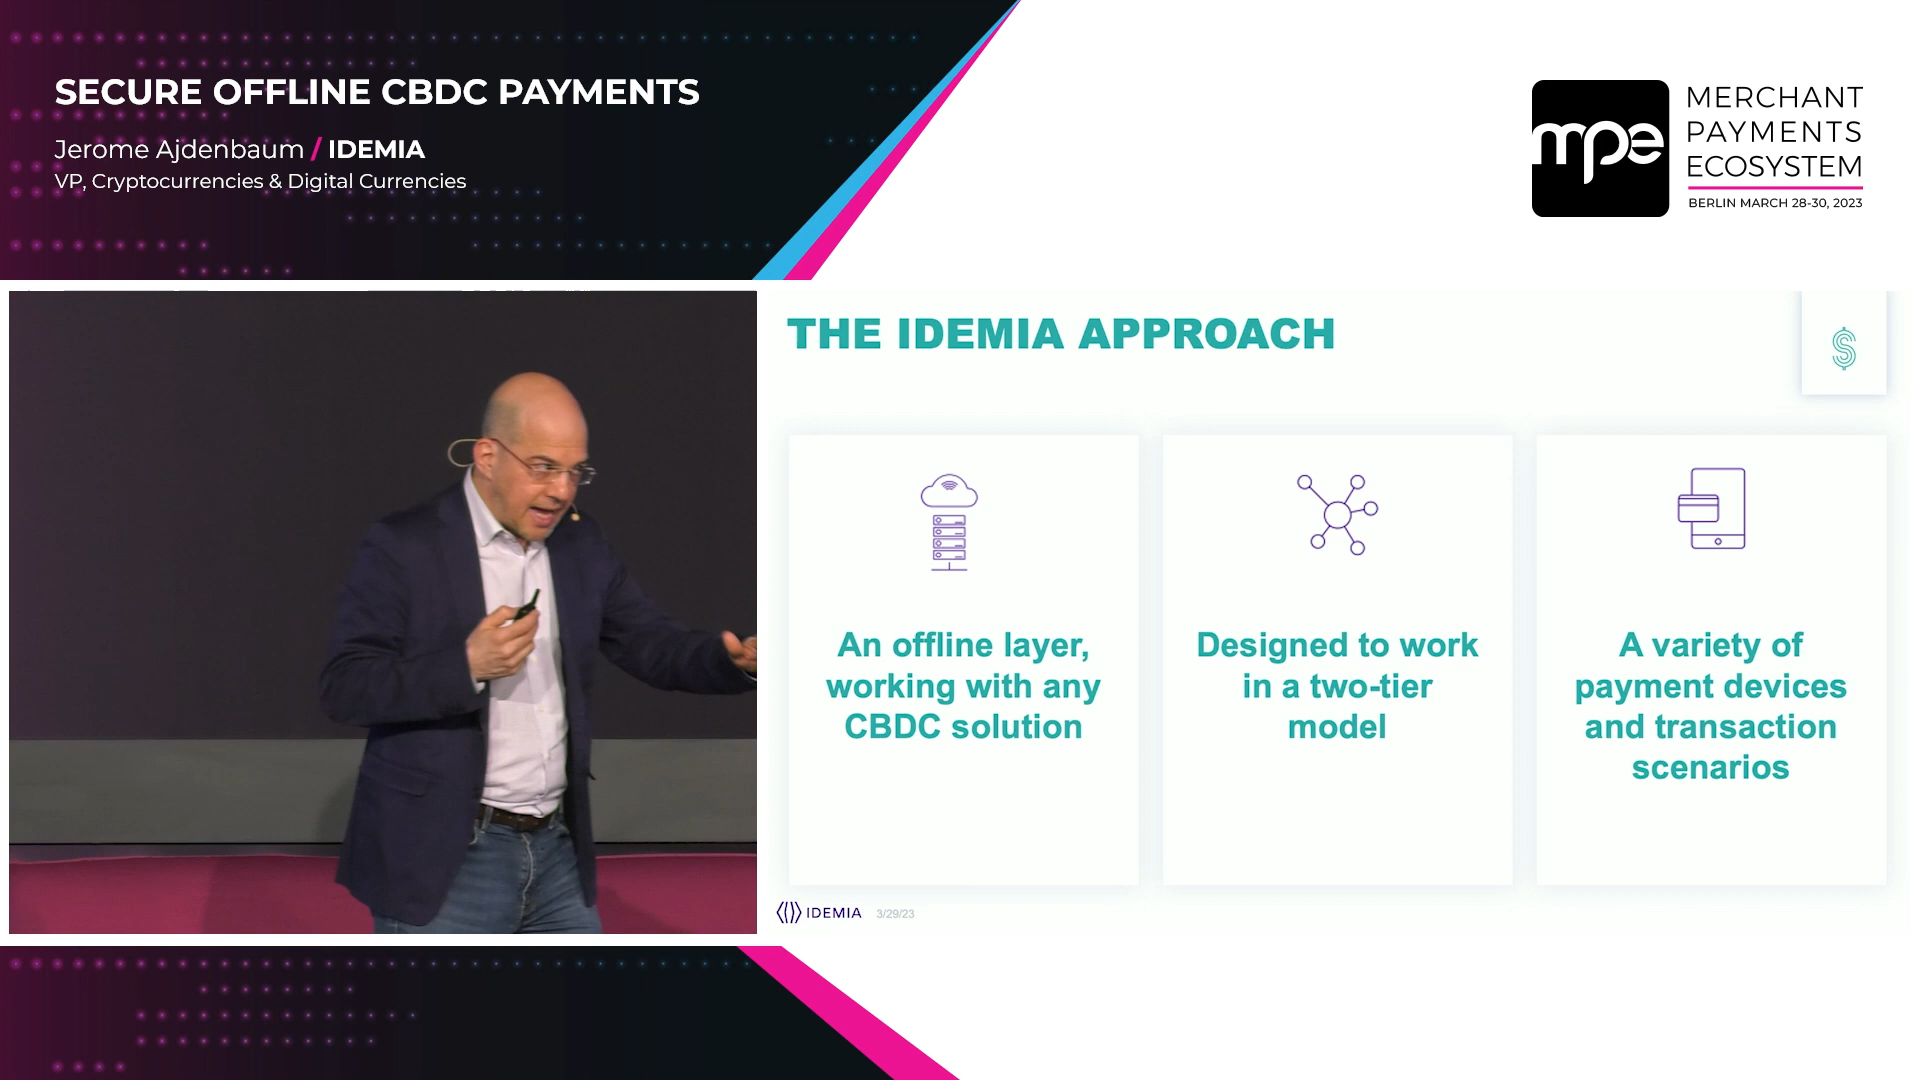 SECURE OFFLINE CBDC PAYMENTS
Jerome Ajdenbaum / IDEMIA
VP, Cryptocurrencies & Digital Currencies
mpe
MERCHANT
PAYMENTS
ECOSYSTEM
BERLIN MARCH 28-30, 2023
THE IDEMIA APPROACH
$
An offline layer,
working with any
CBDC solution
Designed to work
in a two-tier
model
A variety of
payment devices
and transaction
scenarios
IDEMIA 3/29/23